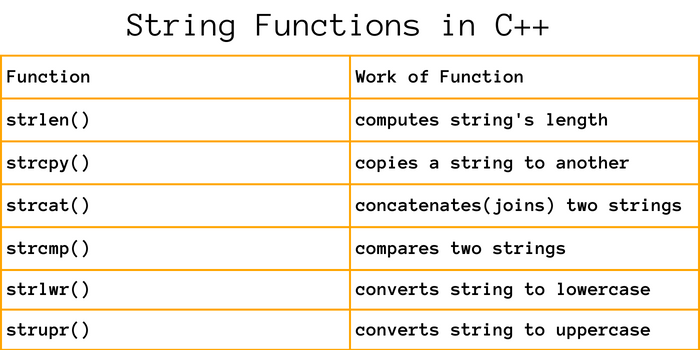 String Functions in C++
Function Work of Function
strlen() computes string's length
strcpy() copies a string to another
strcat() concatenates(joins) two strings
strcmp() compares two strings
strlwr() converts string to lowercase
strupr() converts string to uppercase